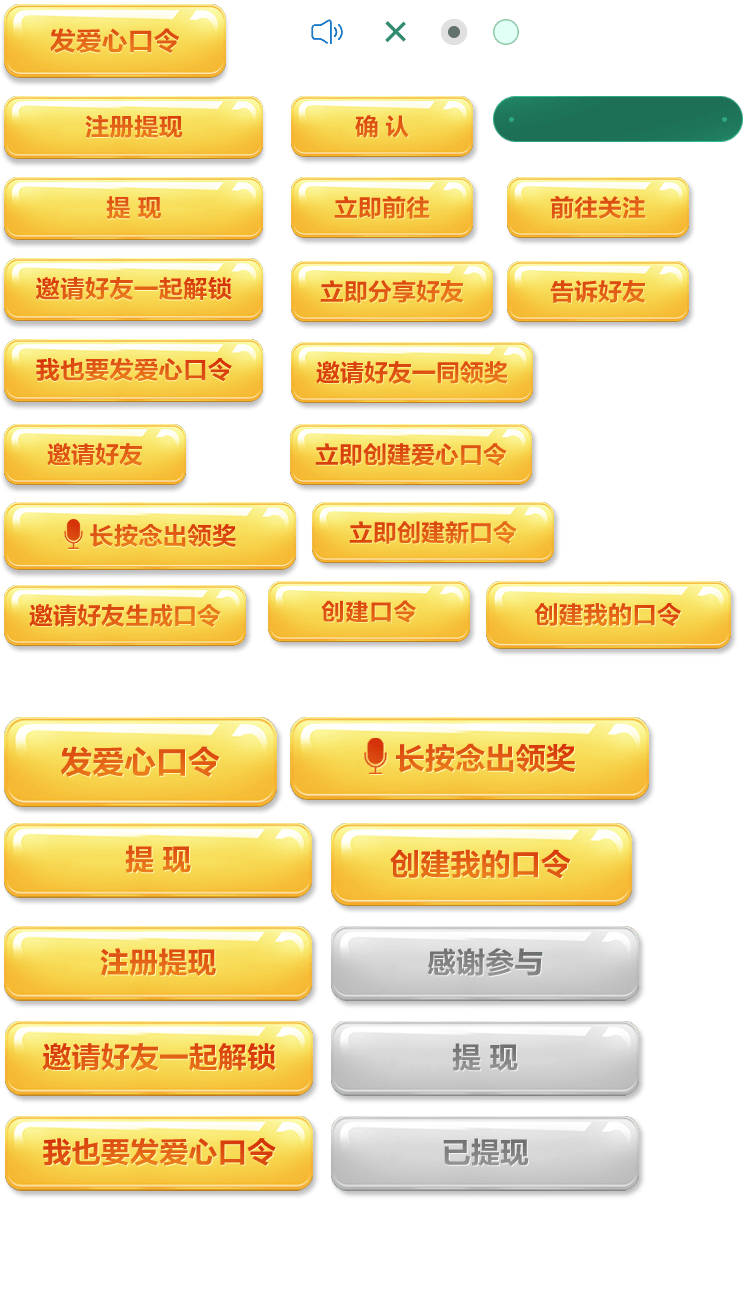 发爱心口令
注册提现
确 认
提 现
立即前往
前往关注
邀请好友一起解锁
立即分享好友
告诉好友
我也要发爱心口令
邀请好友一同领奖
邀请好友
立即创建爱心口令
长按念出领奖
立即创建新口令
邀请好友生成口令
创建口令
创建我的口令
发爱心口令
长按念出领奖
提 现
创建我的口令
注册提现
感谢参与
邀请好友一起解锁
提 现
我也要发爱心口令
已提现